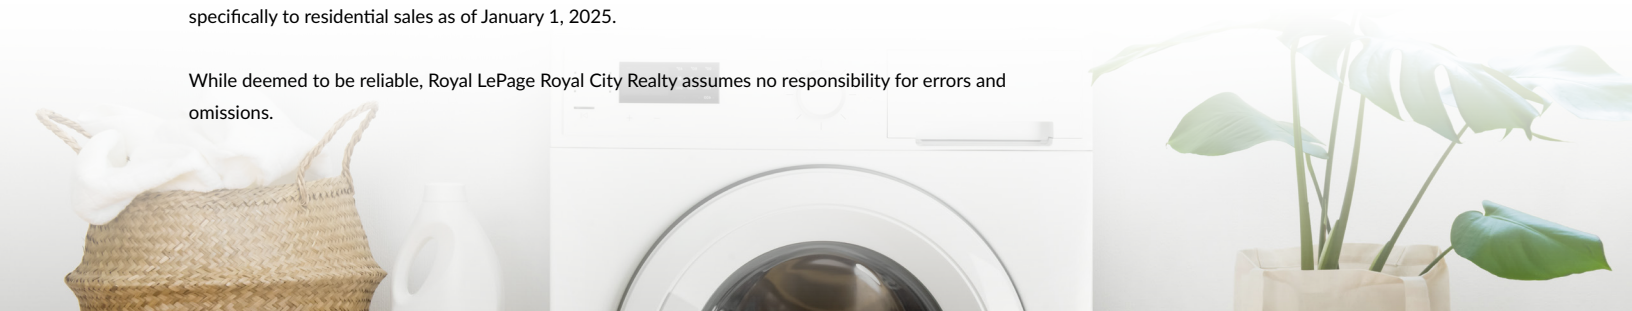 specifically to residential sales as of January 1, 2025.
While deemed to be reliable, Royal LePage Royal City Realty assumes no responsibility for errors and
omissions.